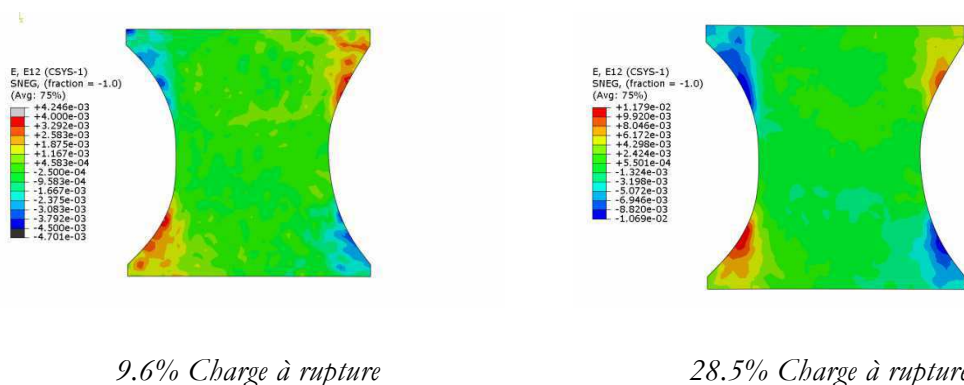 E, E12 (CSYS-1)
SNEG, (fraction = -1.0)
(Avg: 75%)
+4.246e-03
+4.000e-03
+3.292e-03
+2.583e-03
+1.875e-03
+1.167e-03
+4.583e-04
-2.500e-04
-9.583e-04
-1.667e-03
-2.375e-03
-3.083e-03
-3.792e-03
-4.500e-03
-4.701e-03
E, E12 (CSYS-1)
SNEG, (fraction = -1.0)
(Avg: 75%)
+1.179e-02
+9.920e-03
+8.046e-03
+6.172e-03
+4.298e-03
+2.424e-03
+5.501e-04
-1.324e-03
-3.198e-03
-5.072e-03
-6.946e-03
-8.820e-03
-1.069e-02
9.6% Charge à rupture
28.5% Charge à rupture